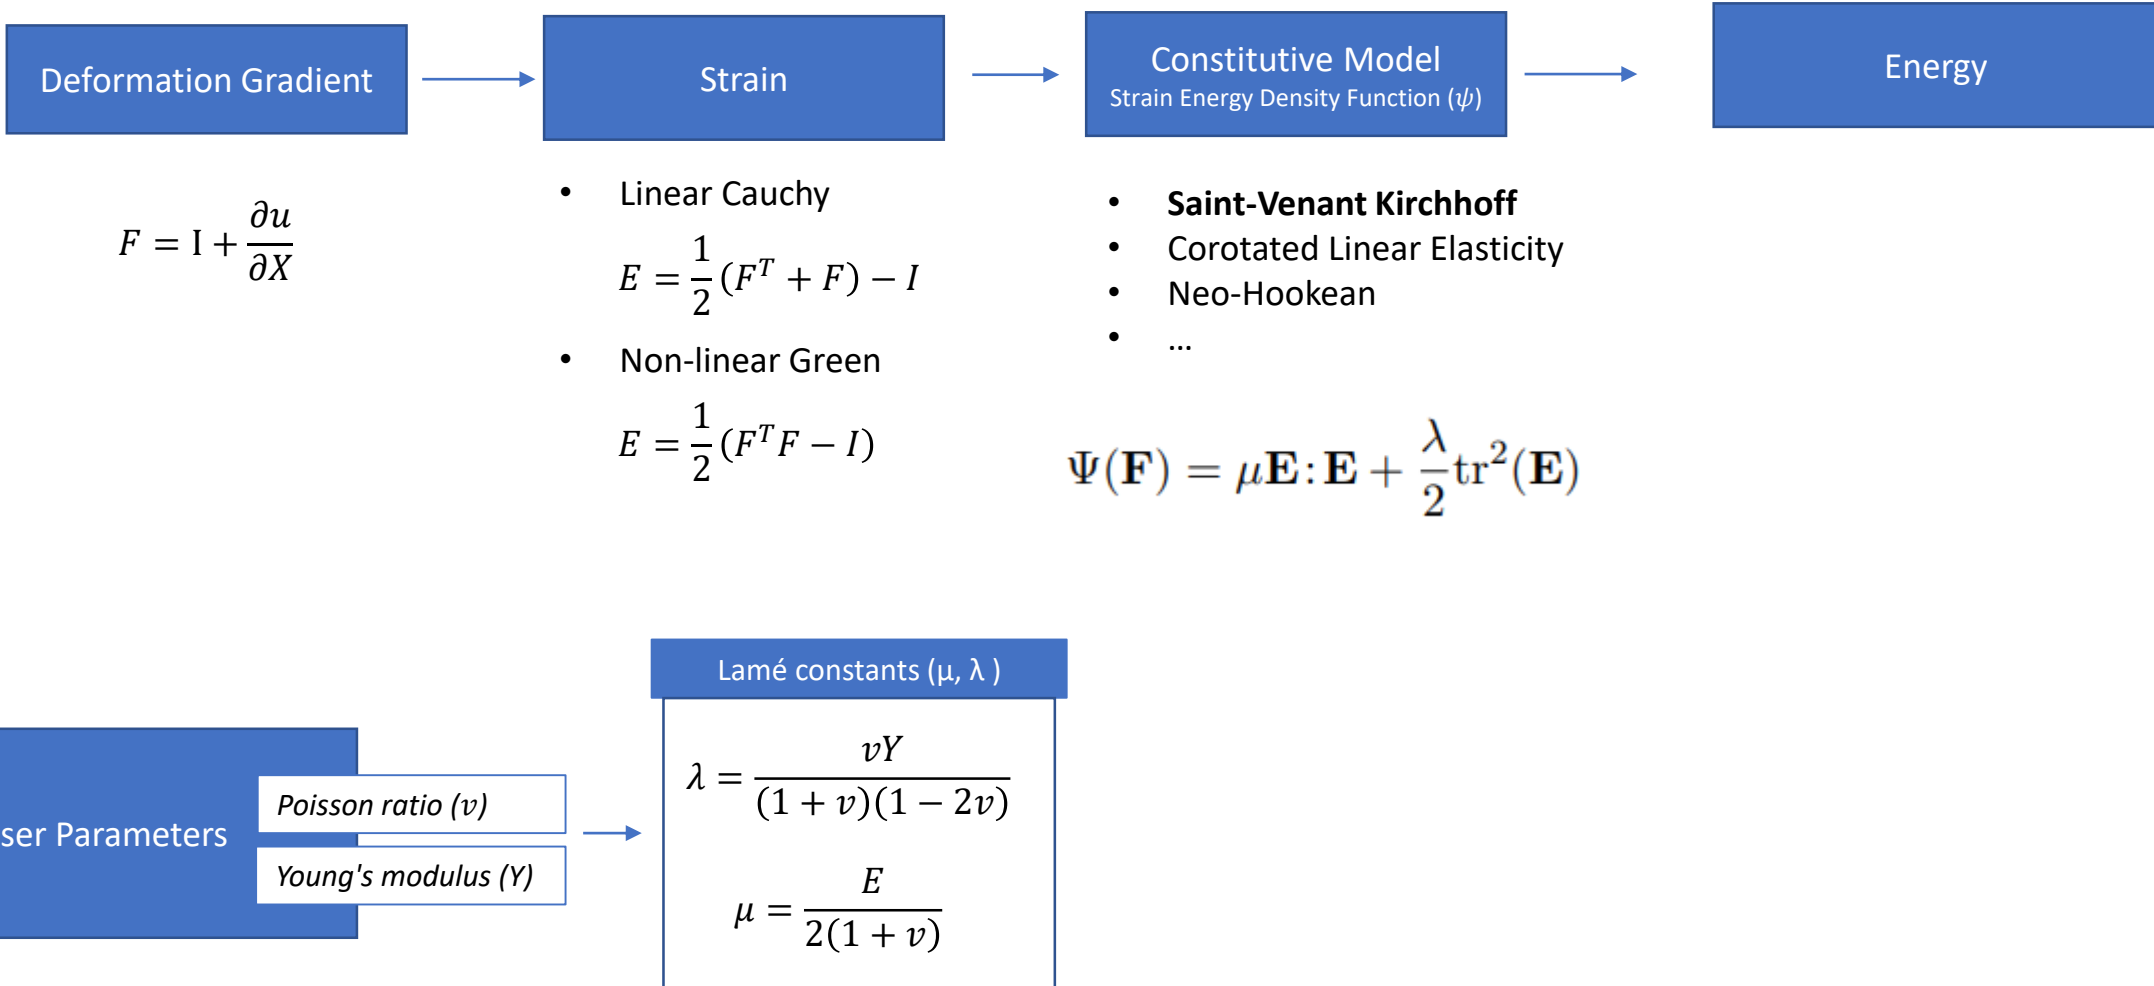 Deformation Gradient
Strain
Constitutive Model
Strain Energy Density Function (ψ)
Energy
F = I + ∂u/∂X
• Linear Cauchy
E = 1/2 (F^T + F) − I
• Non-linear Green
E = 1/2 (F^T F − I)
• Saint-Venant Kirchhoff
• Corotated Linear Elasticity
• Neo-Hookean
• ...
Ψ(F) = μE:E + λ/2 tr²(E)
ser Parameters
Poisson ratio (v)
Young's modulus (Y)
Lamé constants (μ, λ )
λ = vY/((1 + v)(1 − 2v))
μ = E/(2(1 + v))